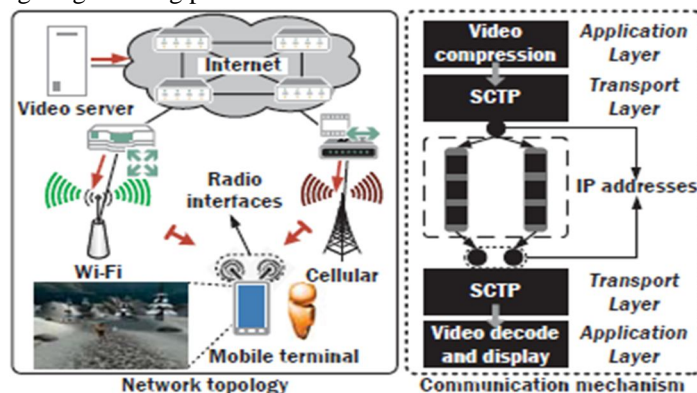 Internet
Video server
Radio
interfaces
Wi-Fi
Cellular
Mobile terminal
Network topology
Video
compression
Application
Layer
SCTP
Transport
Layer
IP addresses
SCTP
Transport
Layer
Video decode
and display
Application
Layer
Communication mechanism